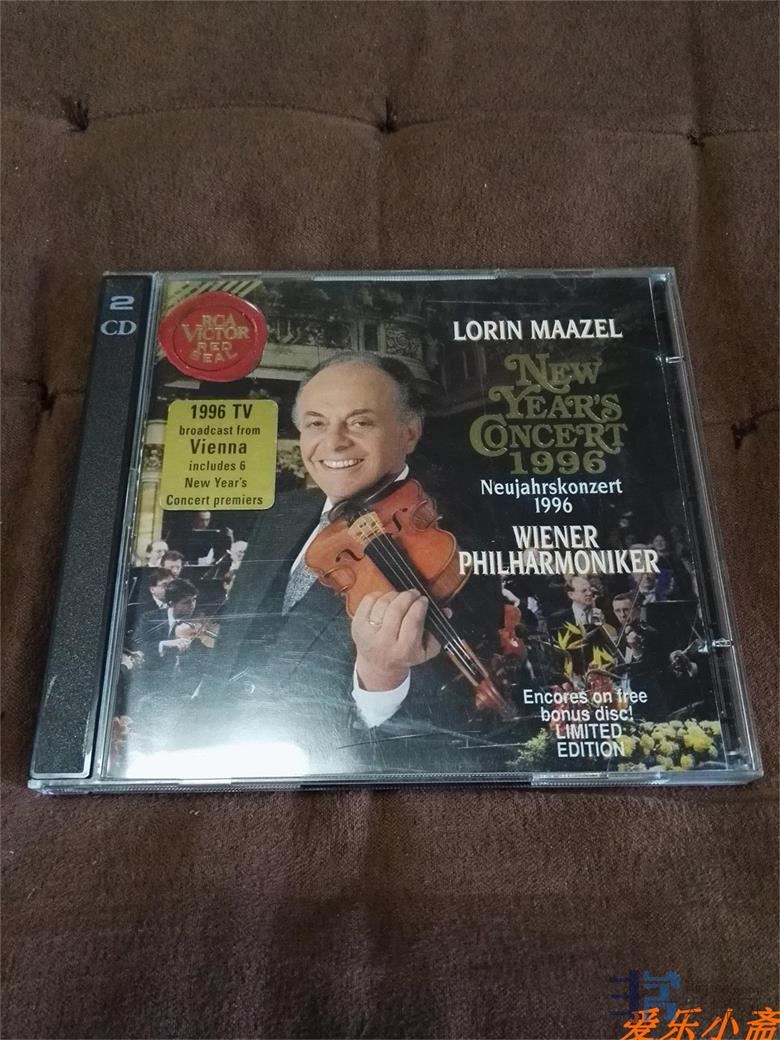 2
CD
RCA
VICTOR
RED
SEAL
1996 TV
broadcast from
Vienna
includes 6
New Year's
Concert premiers
LORIN MAAZEL
NEW
YEAR'S
CONCERT
1996
Neujahrskonzert
1996
WIENER
PHILHARMONIKER
Encores on free
bonus disc!
LIMITED
EDITION
爱乐小斋